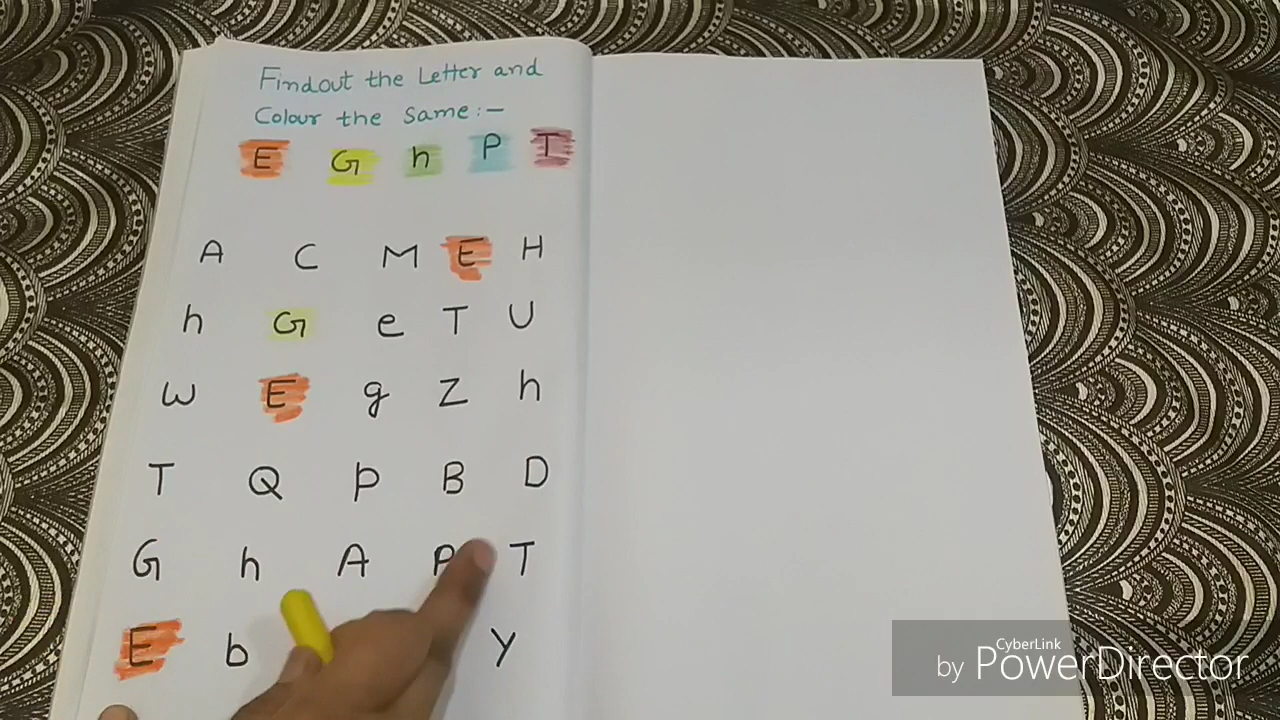 Findout the Letter and
Colour the Same:-
E G h P T
A C M E H
h G e T U
w E g Z h
T Q p B D
G h A P T
E b y
CyberLink
by PowerDirector